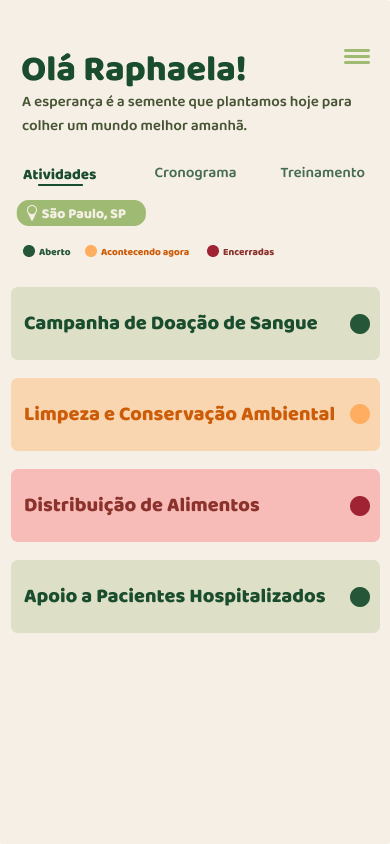 Olá Raphaela!
A esperança é a semente que plantamos hoje para
colher um mundo melhor amanhã.
Atividades Cronograma Treinamento
São Paulo, SP
Aberto Acontecendo agora Encerradas
Campanha de Doação de Sangue
Limpeza e Conservação Ambiental
Distribuição de Alimentos
Apoio a Pacientes Hospitalizados